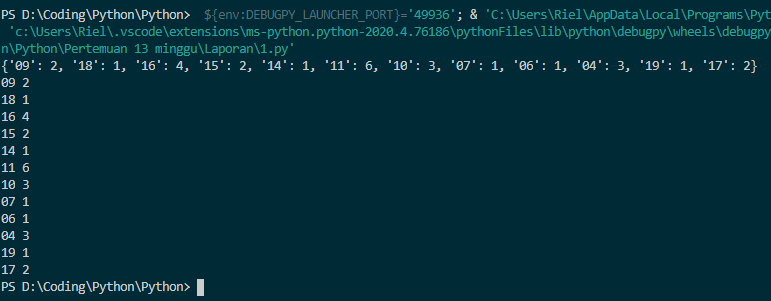 PS D:\Coding\Python\Python>  ${env:DEBUGPY_LAUNCHER_PORT}='49936'; & 'C:\Users\Riel\AppData\Local\Programs\Pyt
 'c:\Users\Riel\.vscode\extensions\ms-python.python-2020.4.76186\pythonFiles\lib\python\debugpy\wheels\debugpy
n\Python\Pertemuan 13 minggu\Laporan\1.py'
{'09': 2, '18': 1, '16': 4, '15': 2, '14': 1, '11': 6, '10': 3, '07': 1, '06': 1, '04': 3, '19': 1, '17': 2}
09 2
18 1
16 4
15 2
14 1
11 6
10 3
07 1
06 1
04 3
19 1
17 2
PS D:\Coding\Python\Python>